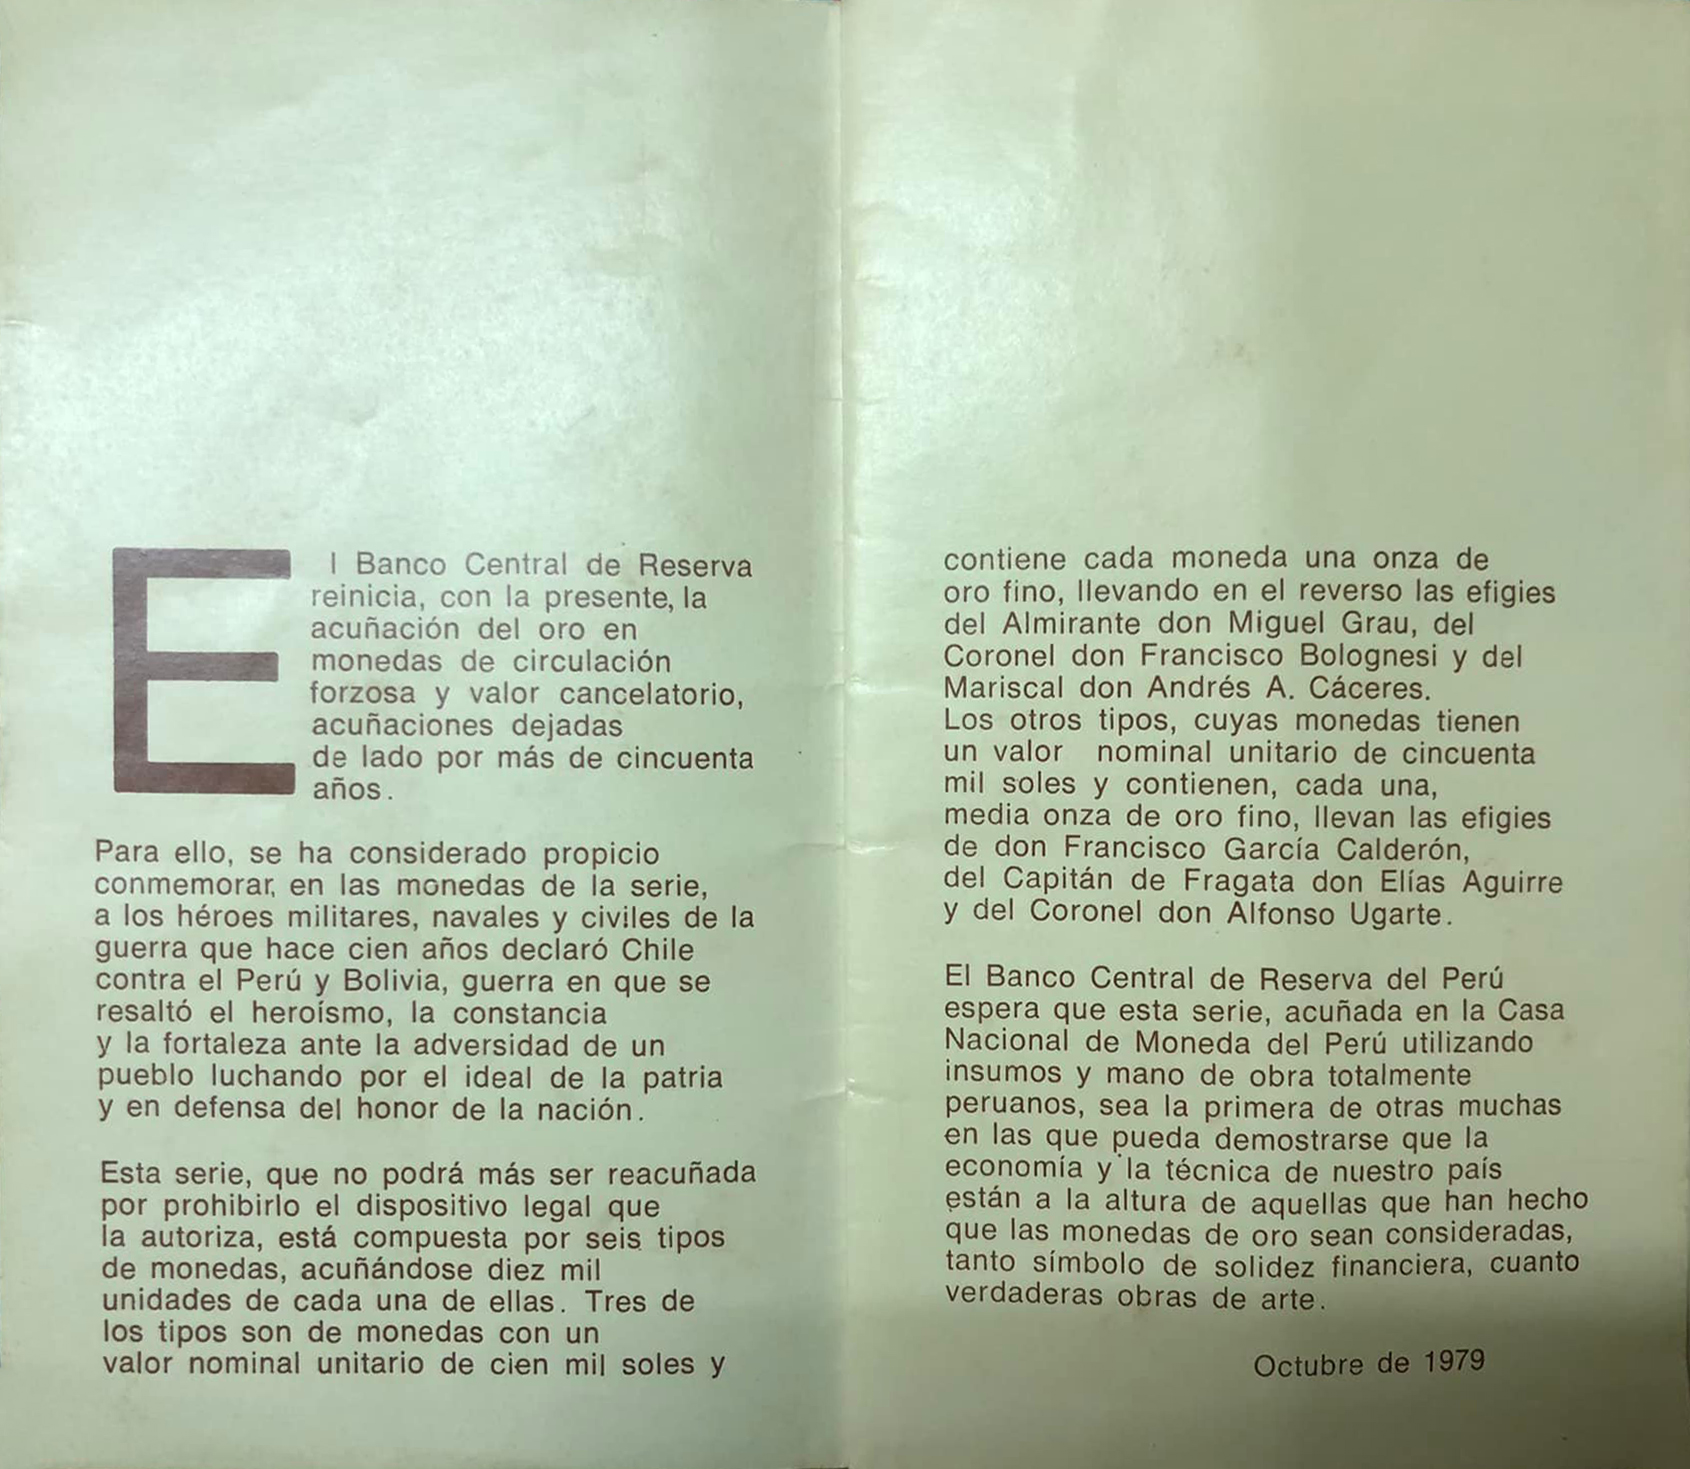 El Banco Central de Reserva
reinicia, con la presente, la
acuñación del oro en
monedas de circulación
forzosa y valor cancelatorio,
acuñaciones dejadas
de lado por más de cincuenta
años.
Para ello, se ha considerado propicio
conmemorar, en las monedas de la serie,
a los héroes militares, navales y civiles de la
guerra que hace cien años declaró Chile
contra el Perú y Bolivia, guerra en que se
resaltó el heroísmo, la constancia
y la fortaleza ante la adversidad de un
pueblo luchando por el ideal de la patria
y en defensa del honor de la nación.
Esta serie, que no podrá más ser reacuñada
por prohibirlo el dispositivo legal que
la autoriza, está compuesta por seis tipos
de monedas, acuñándose diez mil
unidades de cada una de ellas. Tres de
los tipos son de monedas con un
valor nominal unitario de cien mil soles y
contiene cada moneda una onza de
oro fino, llevando en el reverso las efigies
del Almirante don Miguel Grau, del
Coronel don Francisco Bolognesi y del
Mariscal don Andrés A. Cáceres.
Los otros tipos, cuyas monedas tienen
un valor nominal unitario de cincuenta
mil soles y contienen, cada una,
media onza de oro fino, llevan las efigies
de don Francisco García Calderón,
del Capitán de Fragata don Elías Aguirre
y del Coronel don Alfonso Ugarte.
El Banco Central de Reserva del Perú
espera que esta serie, acuñada en la Casa
Nacional de Moneda del Perú utilizando
insumos y mano de obra totalmente
peruanos, sea la primera de otras muchas
en las que pueda demostrarse que la
economía y la técnica de nuestro país
están a la altura de aquellas que han hecho
que las monedas de oro sean consideradas,
tanto símbolo de solidez financiera, cuanto
verdaderas obras de arte.
Octubre de 1979